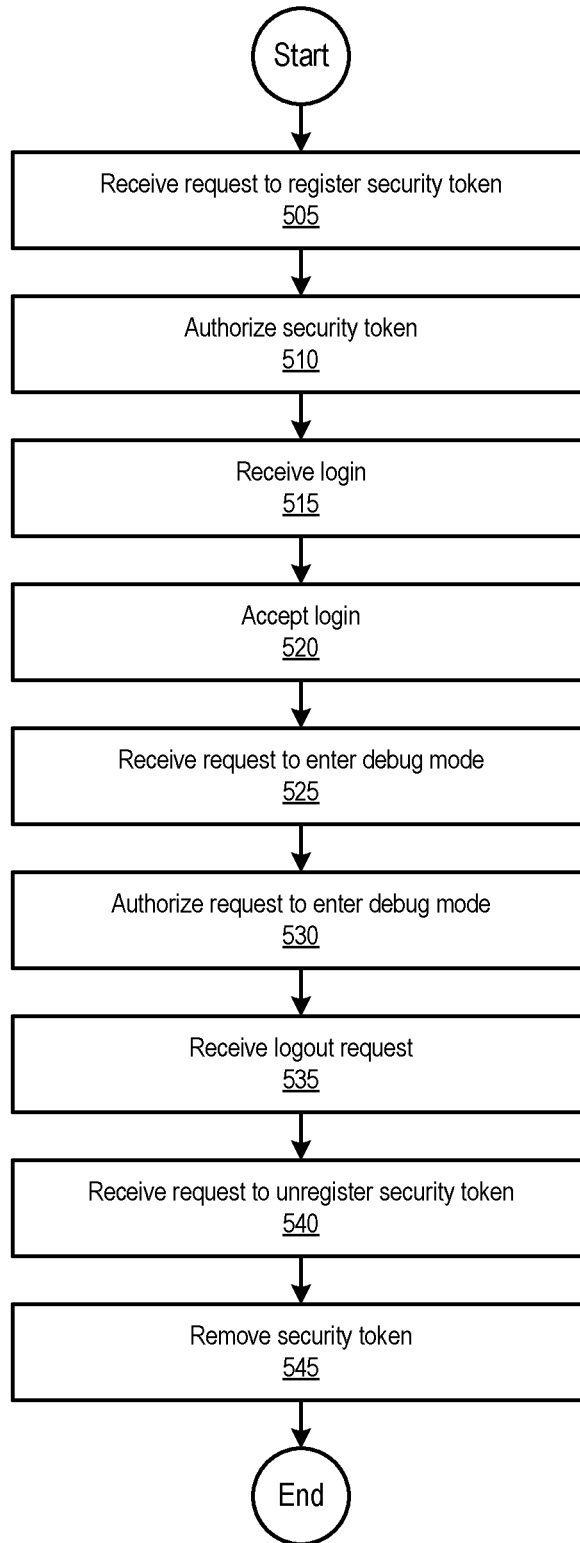 Start
Receive request to register security token
505
Authorize security token
510
Receive login
515
Accept login
520
Receive request to enter debug mode
525
Authorize request to enter debug mode
530
Receive logout request
535
Receive request to unregister security token
540
Remove security token
545
End